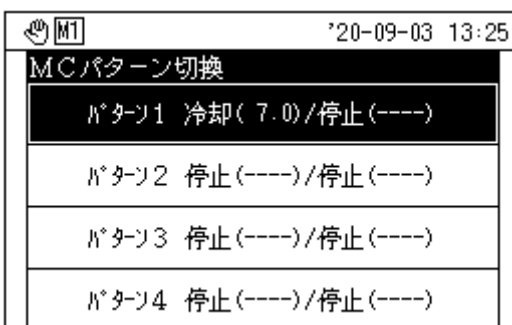 M1 '20-09-03 13:25
MCパターン切換
ﾊﾟﾀｰﾝ1 冷却( 7.0)/停止(----)
ﾊﾟﾀｰﾝ2 停止(----)/停止(----)
ﾊﾟﾀｰﾝ3 停止(----)/停止(----)
ﾊﾟﾀｰﾝ4 停止(----)/停止(----)